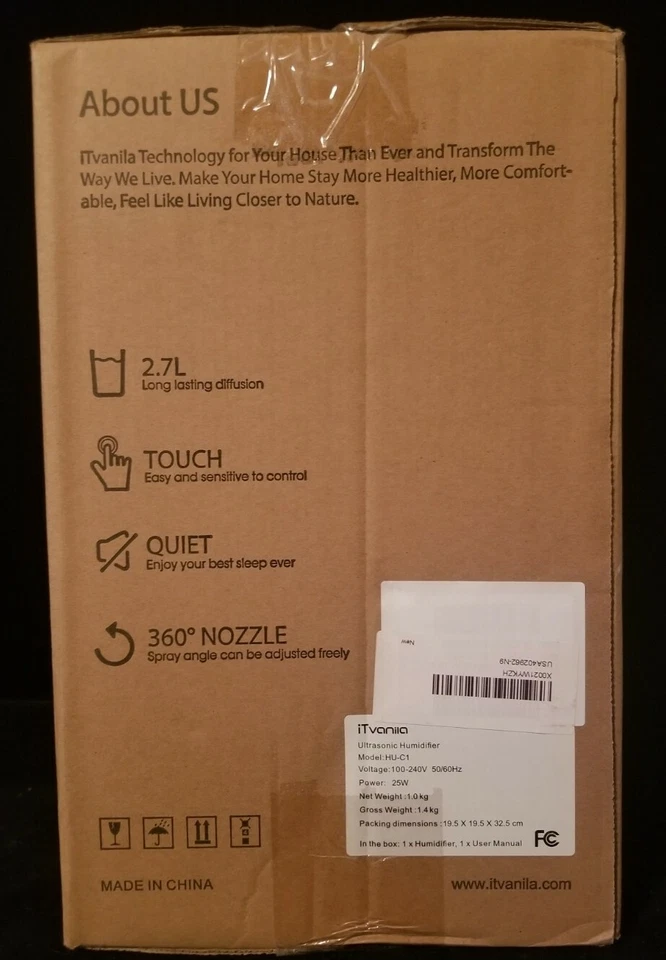 About US
iTvanila Technology for Your House Than Ever and Transform The
Way We Live. Make Your Home Stay More Healthier, More Comfort-
able, Feel Like Living Closer to Nature.
2.7L
Long lasting diffusion
TOUCH
Easy and sensitive to control
QUIET
Enjoy your best sleep ever
360° NOZZLE
Spray angle can be adjusted freely
New
USA402962-N9
X0021WYKZH
iTvanila
Ultrasonic Humidifier
Model:HU-C1
Voltage:100-240V 50/60Hz
Power: 25W
Net Weight :1.0kg
Gross Weight :1.4kg
Packing dimensions :19.5 X 19.5 X 32.5 cm
In the box: 1 x Humidifier, 1 x User Manual
FC
MADE IN CHINA
www.itvanila.com